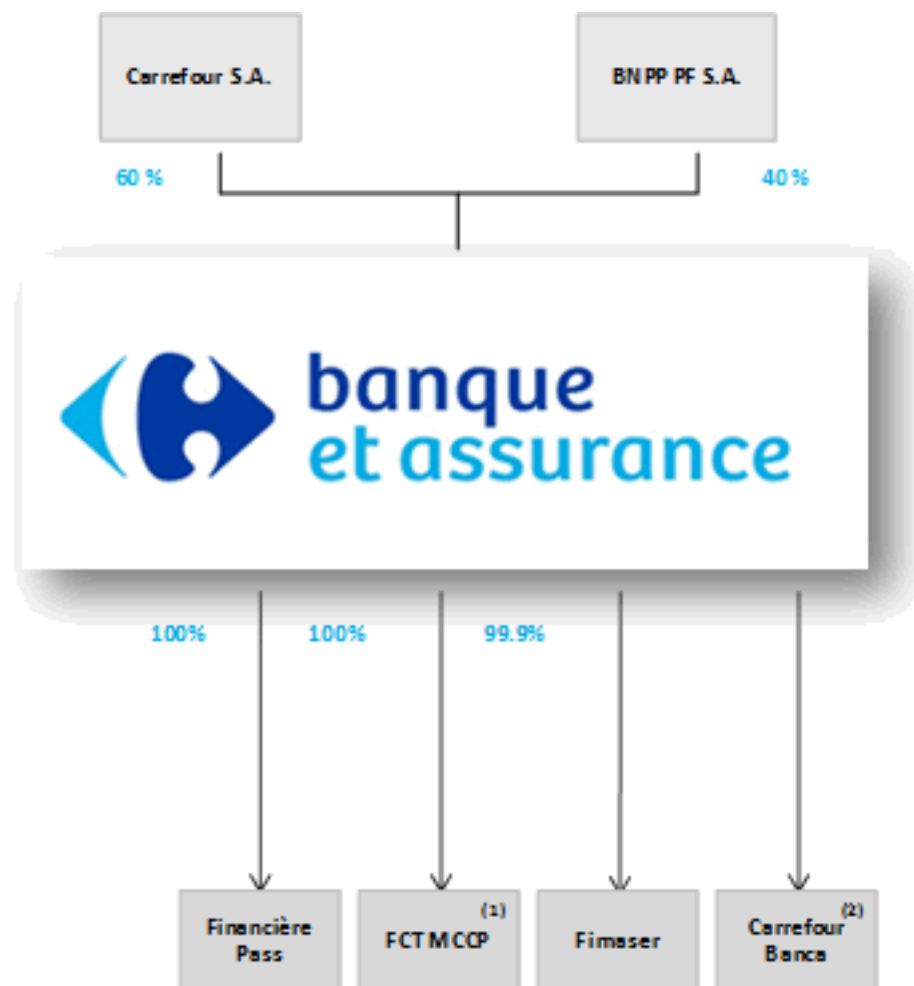 Carrefour S.A.
BNPP PF S.A.
60 %
40 %
banque
et assurance
100%
100%
99.9%
Financière
Pass
(1)
FCT MCCP
Fimaser
(2)
Carrefour
Banca